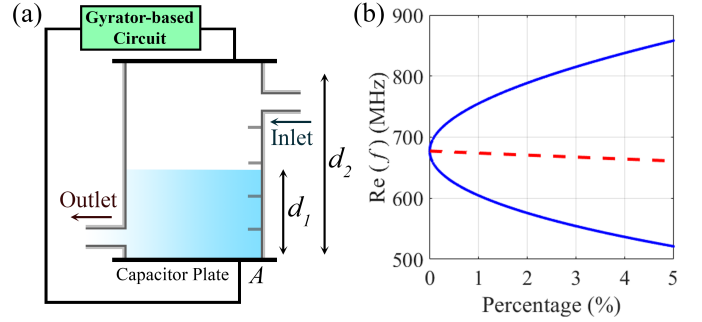 (a)
Gyrator-based
Circuit
Inlet
Outlet
d1
d2
Capacitor Plate A
(b)
Re (f) (MHz)
900
800
700
600
500
0 1 2 3 4 5
Percentage (%)